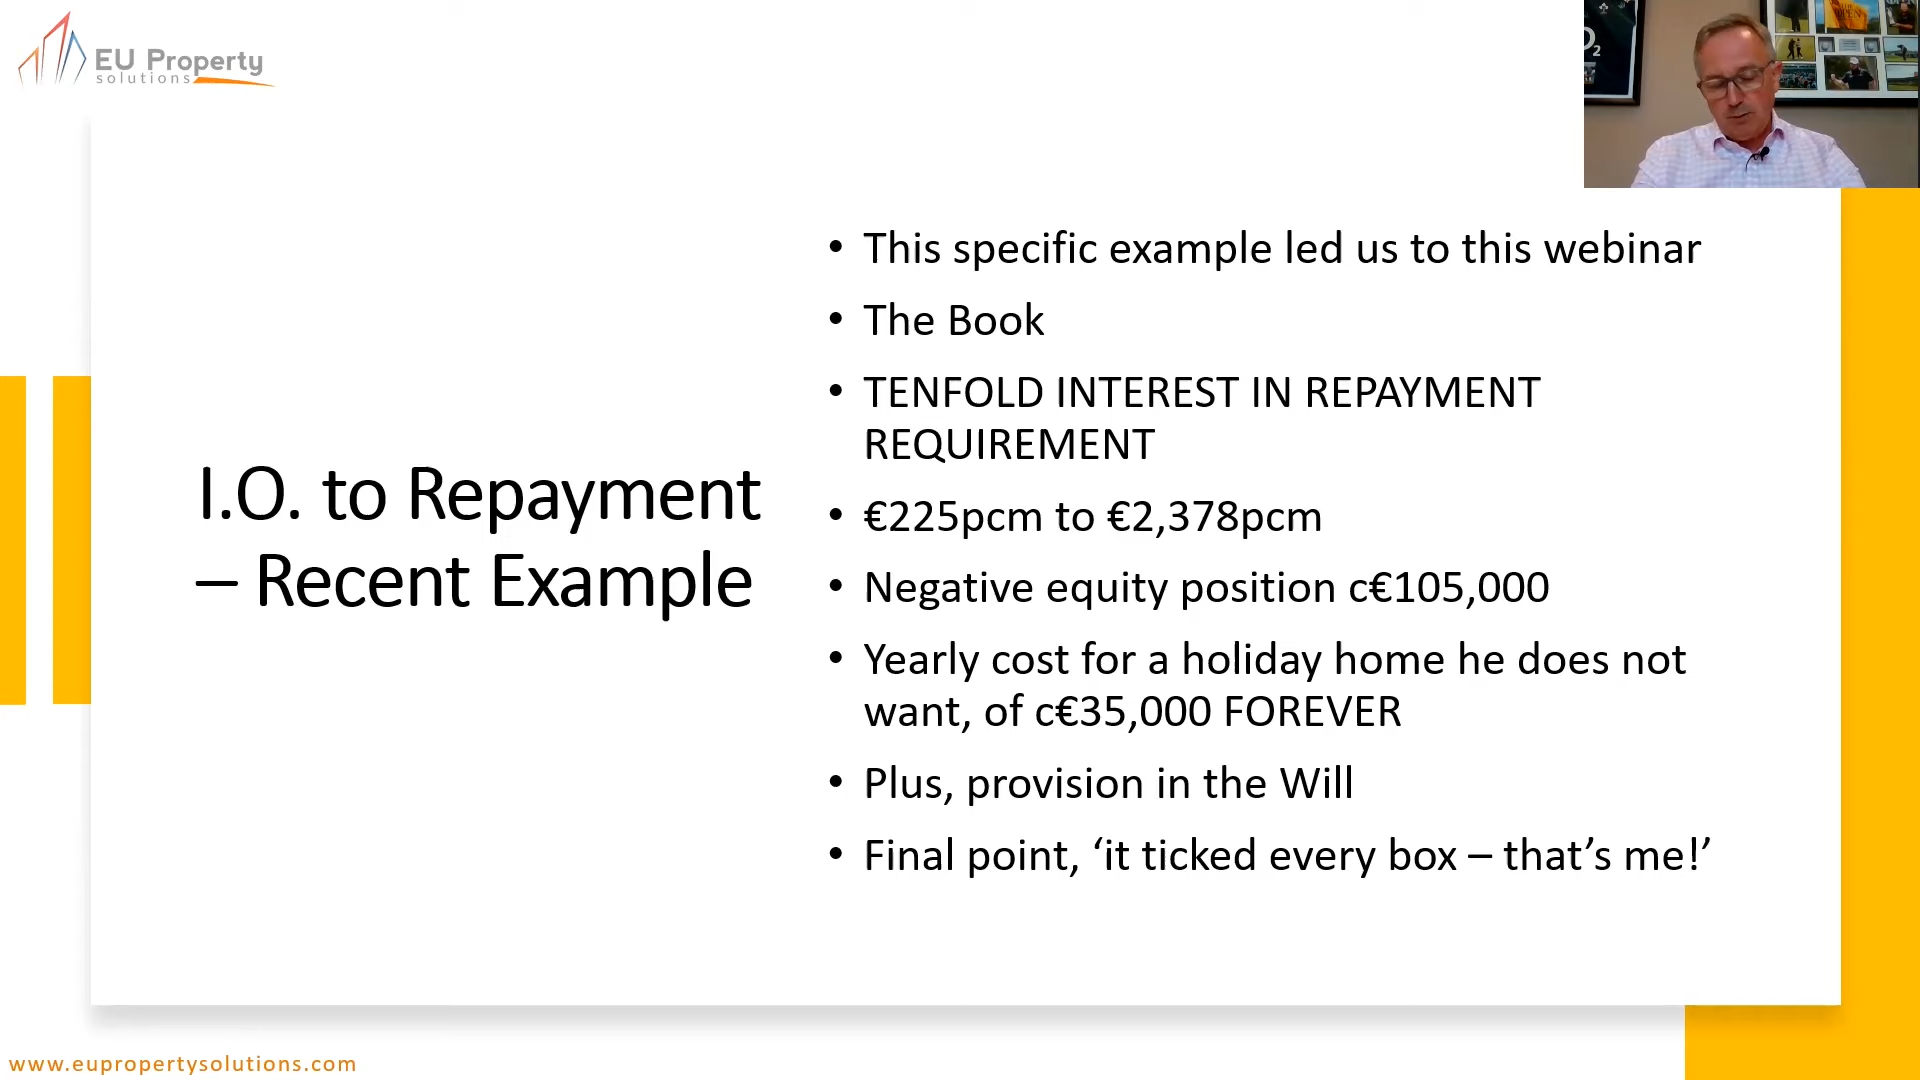 EU Property
solutions
OPEN
O2
I.O. to Repayment
– Recent Example
• This specific example led us to this webinar
• The Book
• TENFOLD INTEREST IN REPAYMENT
REQUIREMENT
• €225pcm to €2,378pcm
• Negative equity position c€105,000
• Yearly cost for a holiday home he does not
want, of c€35,000 FOREVER
• Plus, provision in the Will
• Final point, ‘it ticked every box – that’s me!’
www.eupropertysolutions.com